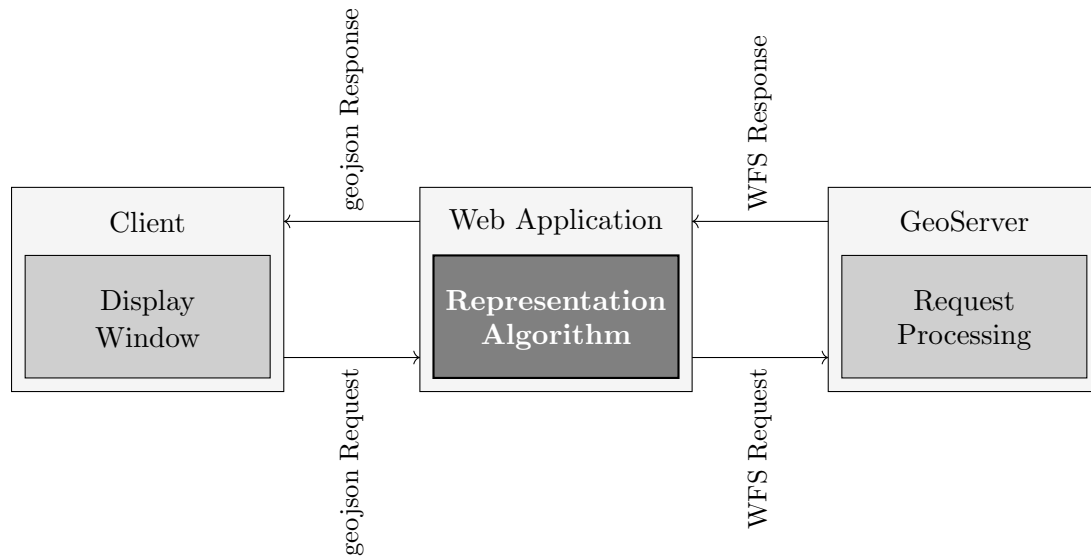 geojson Response
WFS Response
Client
Web Application
GeoServer
Display
Window
Representation
Algorithm
Request
Processing
geojson Request
WFS Request